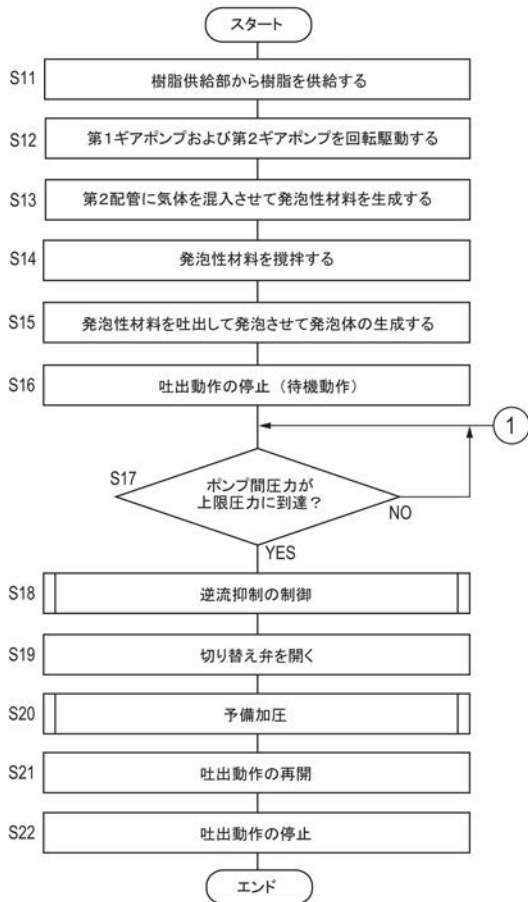 スタート
S11
樹脂供給部から樹脂を供給する
S12
第1ギアポンプおよび第2ギアポンプを回転駆動する
S13
第2配管に気体を混入させて発泡性材料を生成する
S14
発泡性材料を撹拌する
S15
発泡性材料を吐出して発泡させて発泡体の生成する
S16
吐出動作の停止（待機動作）
1
S17
ポンプ間圧力が
上限圧力に到達？
NO
YES
S18
逆流抑制の制御
S19
切り替え弁を開く
S20
予備加圧
S21
吐出動作の再開
S22
吐出動作の停止
エンド